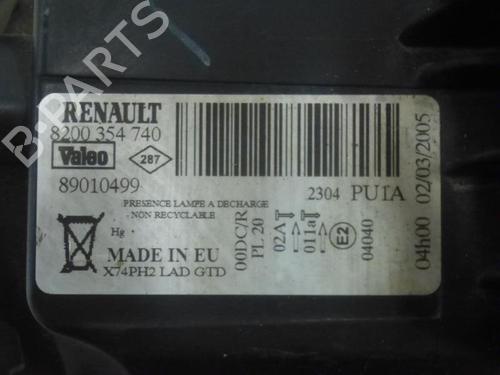 B-PARTS
RENAULT
8200 354 740
Valeo
287
89010499
2304 PU1A
PRESENCE LAMPE A DECHARGE
NON RECYCLABLE
Hg
MADE IN EU
X74PH2 LAD GTD
00DC/R
PL 20
02A
011a
E2
04040
04h00 02/03/2005